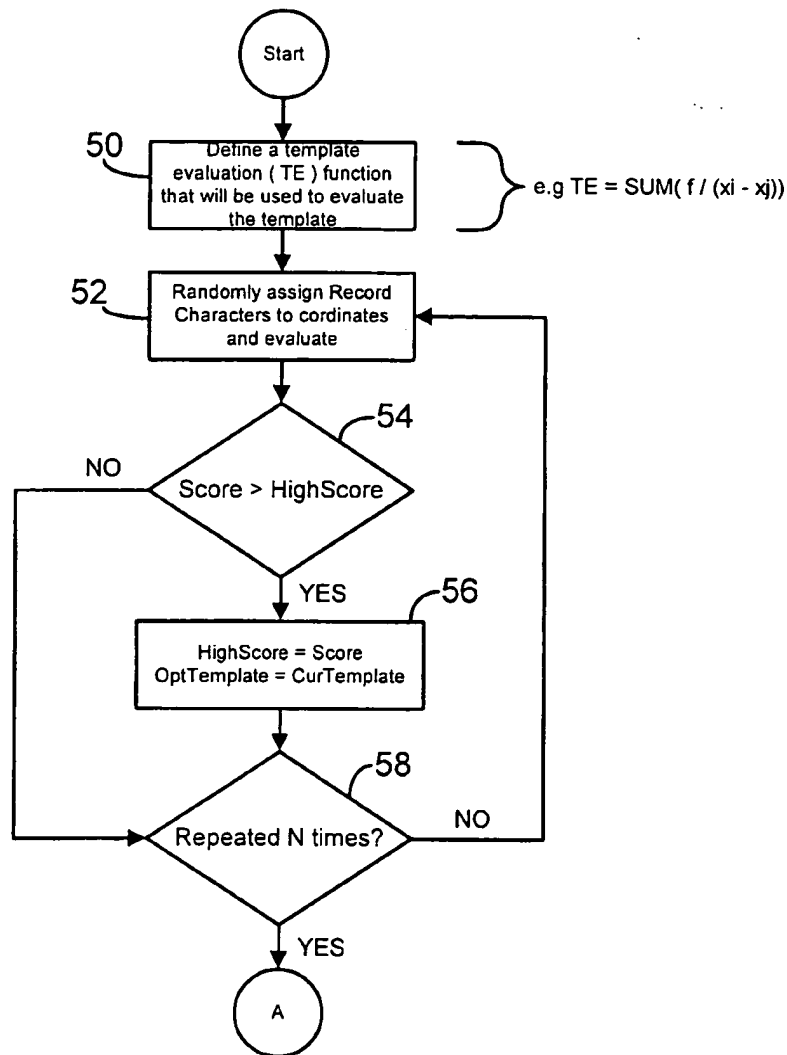 Start
50
Define a template
evaluation ( TE ) function
that will be used to evaluate
the template
e.g TE = SUM( f / (xi - xj))
52
Randomly assign Record
Characters to cordinates
and evaluate
54
NO
Score > HighScore
YES
56
HighScore = Score
OptTemplate = CurTemplate
58
Repeated N times?
NO
YES
A